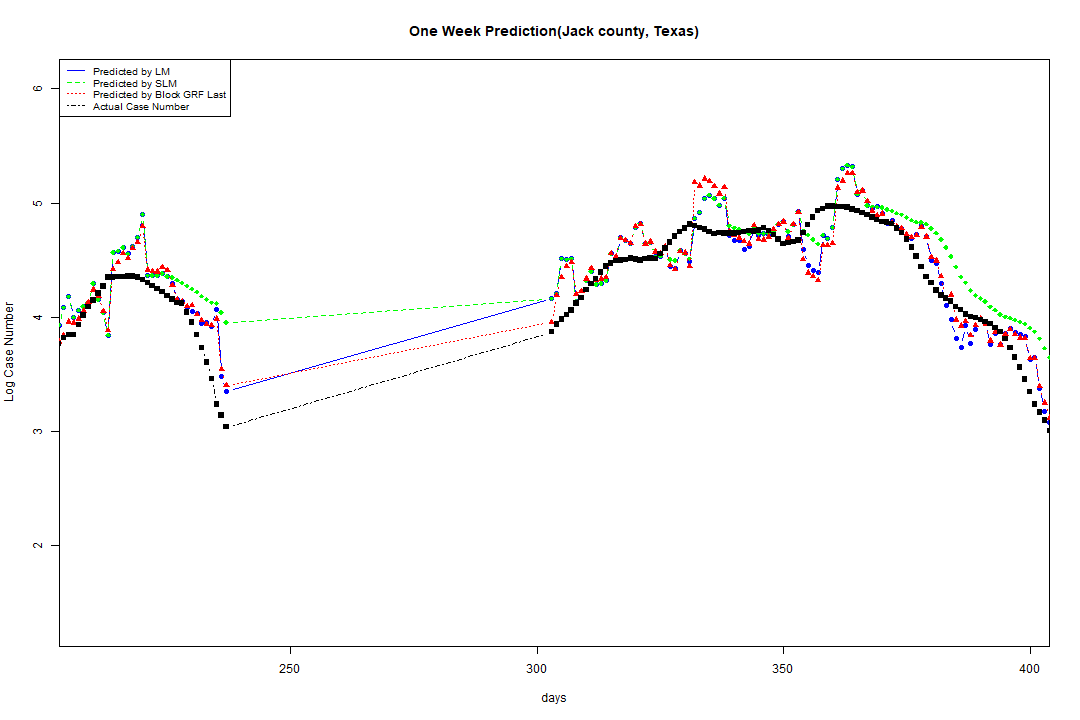 One Week Prediction(Jack county, Texas)
Predicted by LM
Predicted by SLM
Predicted by Block GRF Last
Actual Case Number
Log Case Number
6
5
4
3
2
250 300 350 400
days